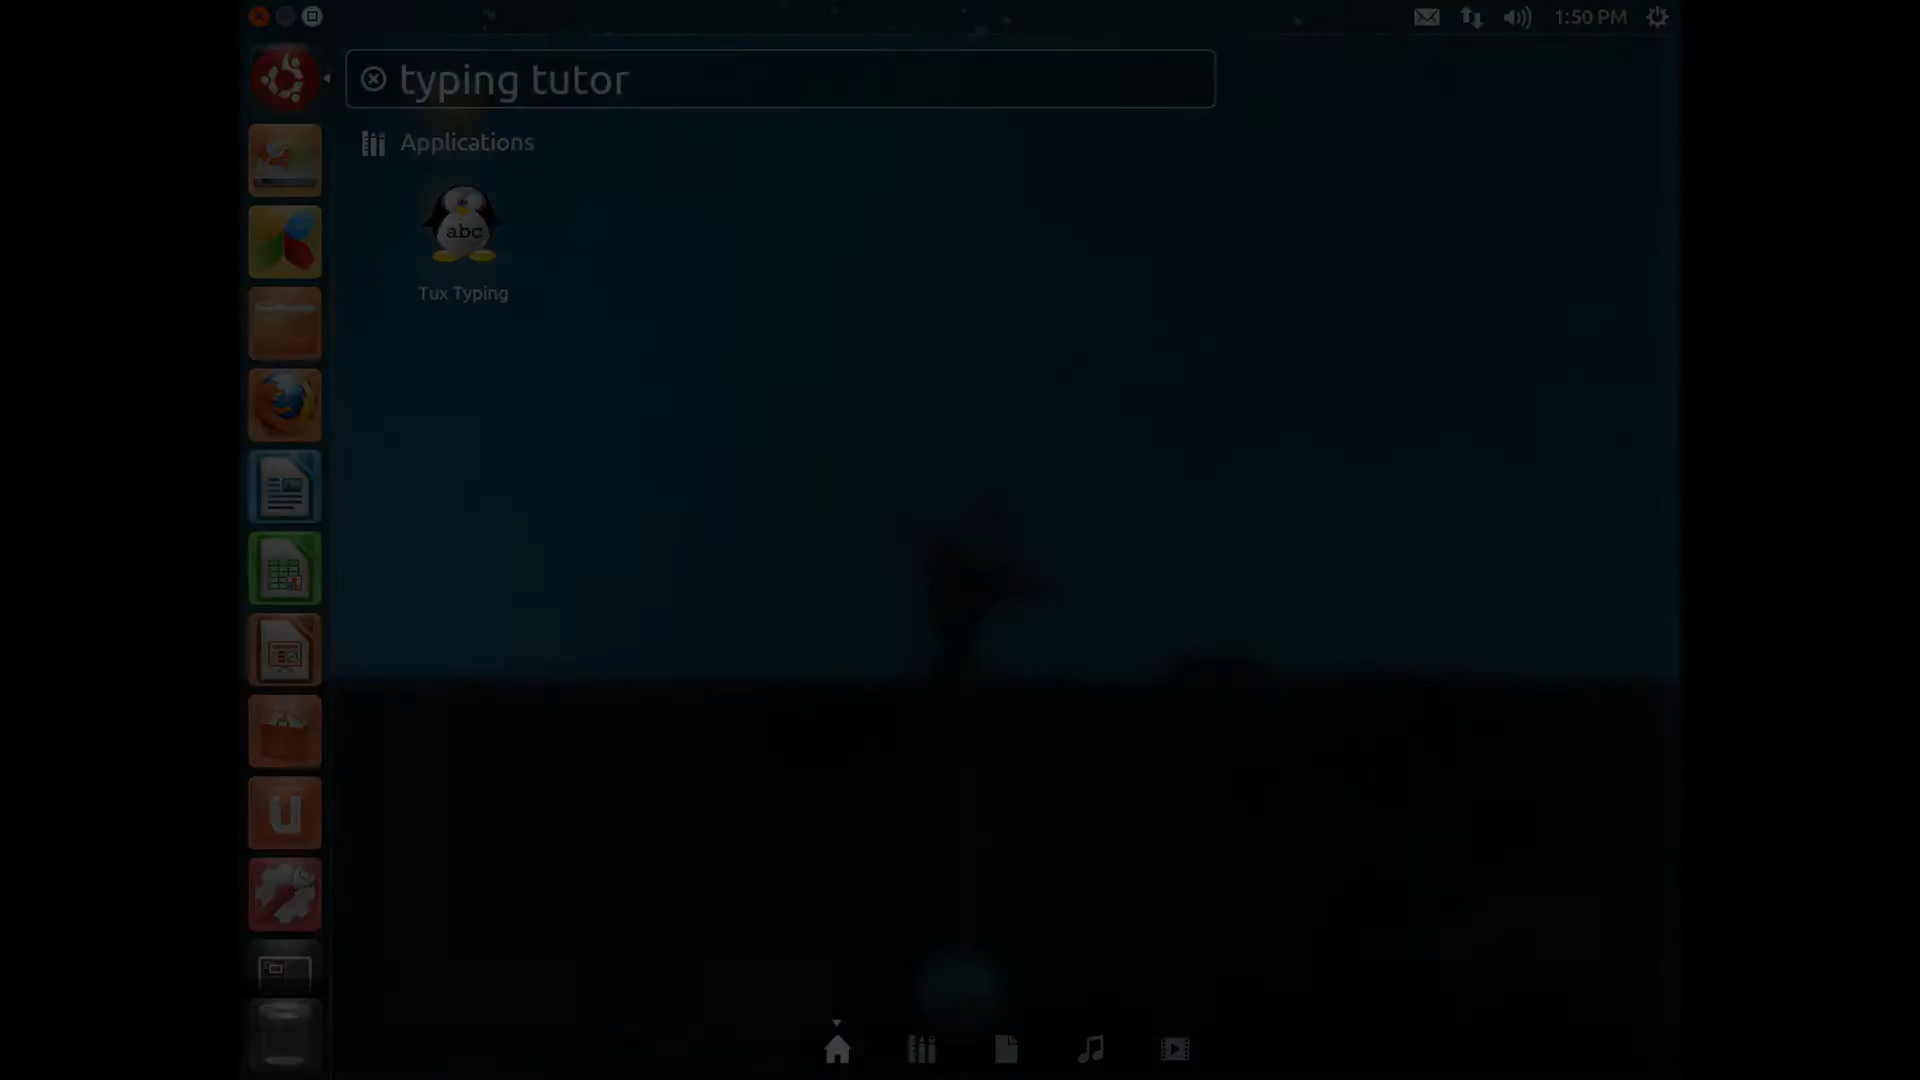 1:50 PM
typing tutor
Applications
abc
Tux Typing
u